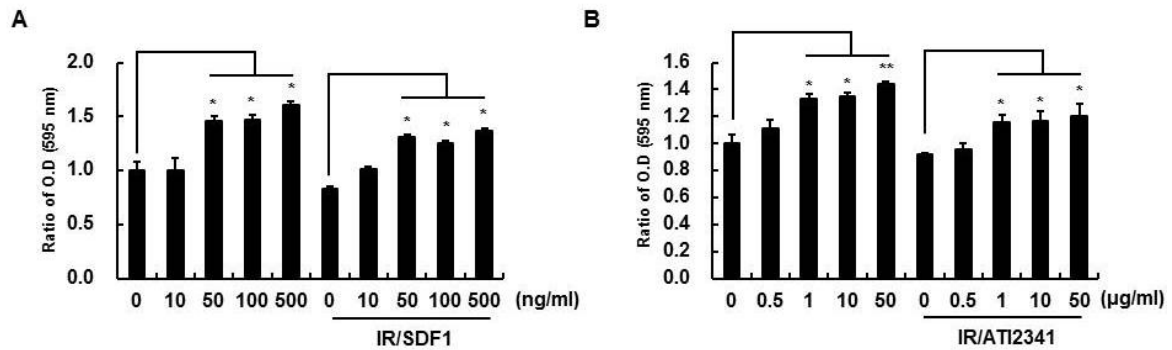 A
Ratio of O.D (595 nm)
2.0
1.5
1.0
0.5
0.0
* * * * * *
0 10 50 100 500 0 10 50 100 500 (ng/ml)
IR/SDF1
B
Ratio of O.D (595 nm)
1.6
1.4
1.2
1.0
0.8
0.6
0.4
0.2
0.0
* * ** * * *
0 0.5 1 10 50 0 0.5 1 10 50 (μg/ml)
IR/ATI2341